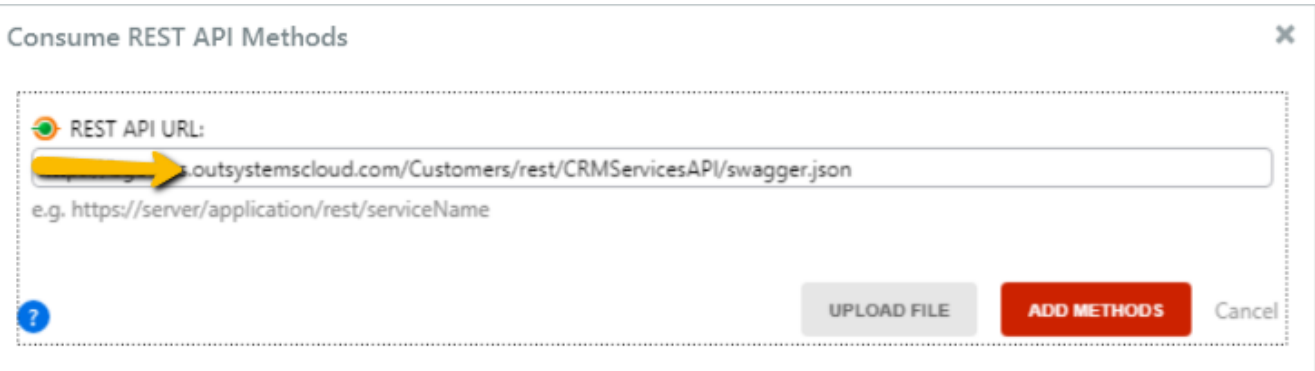 Consume REST API Methods
REST API URL:
.outsystemscloud.com/Customers/rest/CRMServicesAPI/swagger.json
e.g. https://server/application/rest/serviceName
?
UPLOAD FILE
ADD METHODS
Cancel